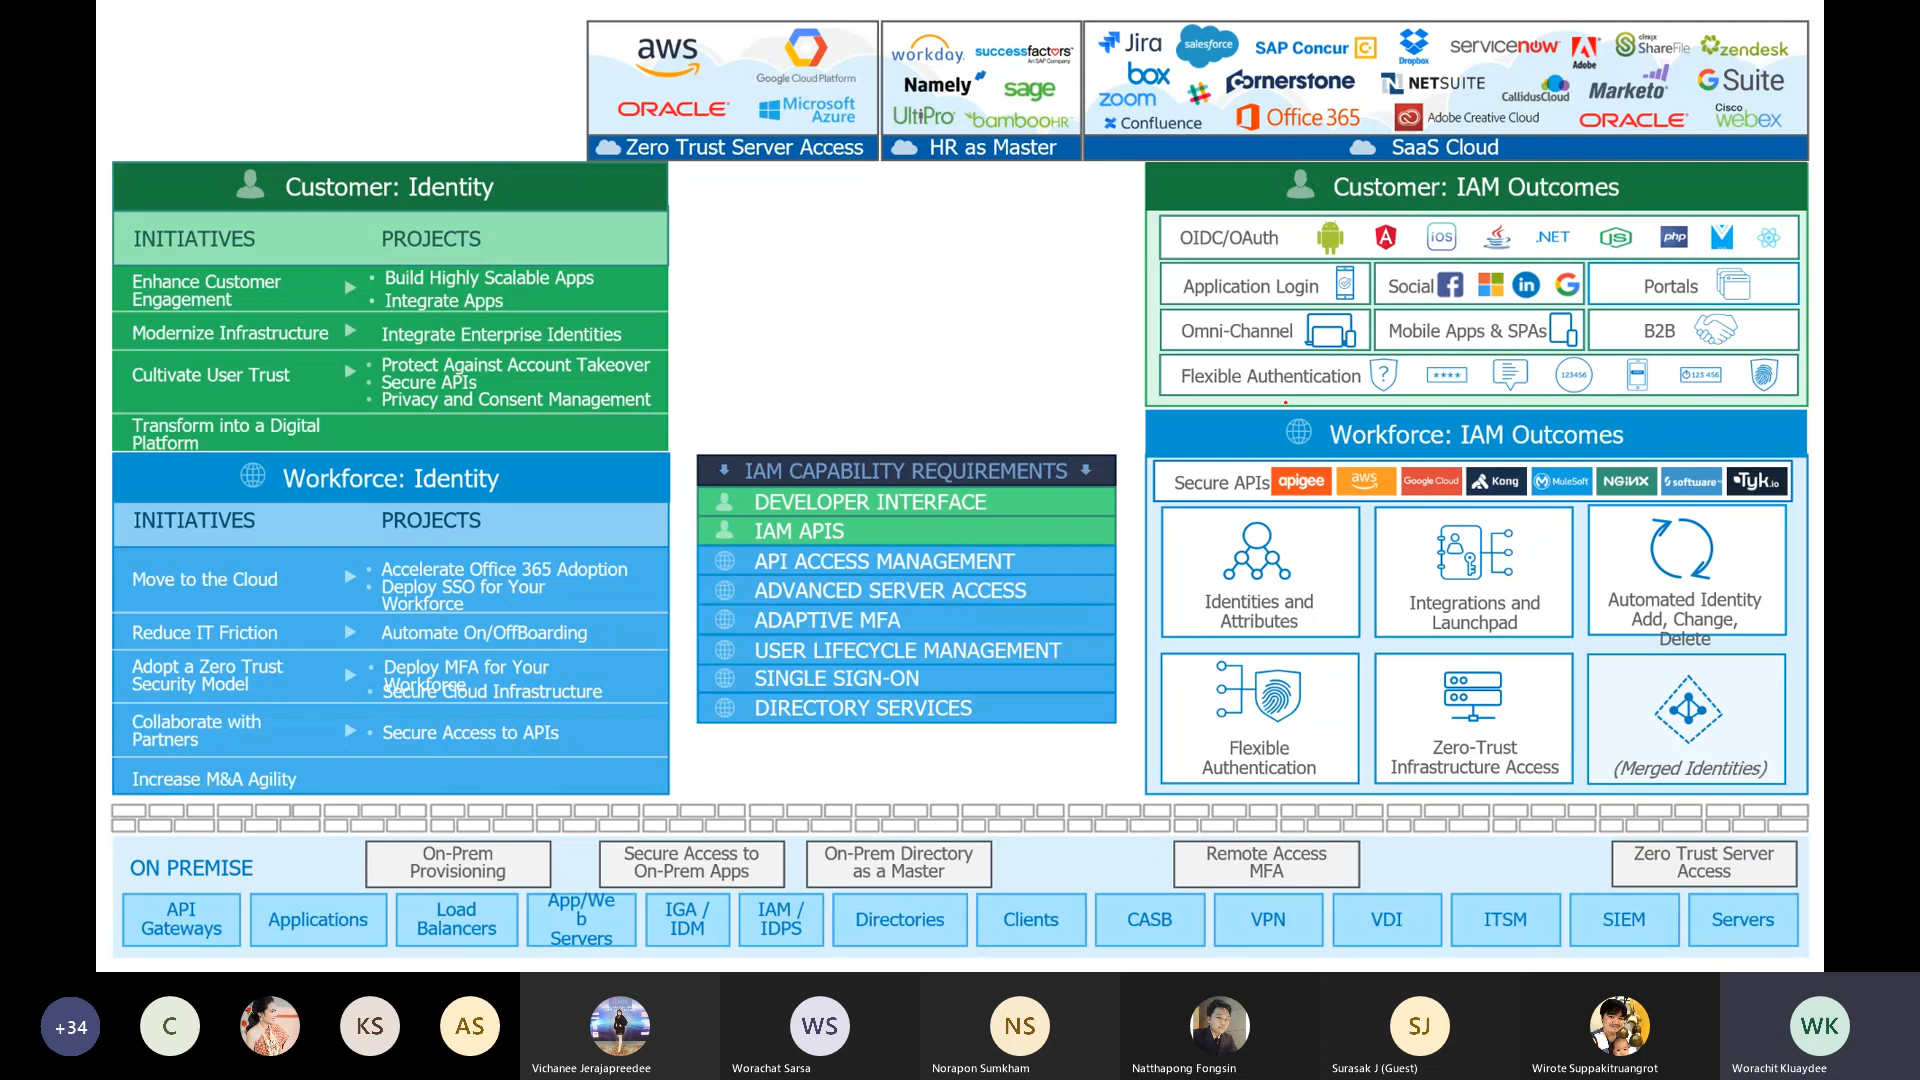 aws
Google Cloud Platform
ORACLE
Microsoft Azure
Zero Trust Server Access
workday.
successfactors
An SAP Company
Namely
sage
UltiPro
bambooHR
HR as Master
Jira
salesforce
SAP Concur C
Dropbox
servicenow
Adobe
citrix
ShareFile
zendesk
box
cornerstone
NETSUITE
CallidusCloud
Marketo
G Suite
zoom
Confluence
Office 365
Adobe Creative Cloud
ORACLE
Cisco
webex
SaaS Cloud
Customer: Identity
INITIATIVES PROJECTS
Enhance Customer
Engagement
• Build Highly Scalable Apps
• Integrate Apps
Modernize Infrastructure
Integrate Enterprise Identities
Cultivate User Trust
• Protect Against Account Takeover
• Secure APIs
• Privacy and Consent Management
Transform into a Digital
Platform
Workforce: Identity
INITIATIVES PROJECTS
Move to the Cloud
• Accelerate Office 365 Adoption
• Deploy SSO for Your
Workforce
Reduce IT Friction
Automate On/OffBoarding
Adopt a Zero Trust
Security Model
• Deploy MFA for Your
Workforce
• Secure Cloud Infrastructure
Collaborate with
Partners
• Secure Access to APIs
Increase M&A Agility
IAM CAPABILITY REQUIREMENTS
DEVELOPER INTERFACE
IAM APIS
API ACCESS MANAGEMENT
ADVANCED SERVER ACCESS
ADAPTIVE MFA
USER LIFECYCLE MANAGEMENT
SINGLE SIGN-ON
DIRECTORY SERVICES
Customer: IAM Outcomes
OIDC/OAuth
A
iOS
.NET
JS
php
Application Login
Social
f
in
G
Portals
Omni-Channel
Mobile Apps & SPAs
B2B
Flexible Authentication
?
****
123456
123 456
Workforce: IAM Outcomes
Secure APIs
apigee
aws
Google Cloud
Kong
MuleSoft
NGINX
software
Tyk.io
Identities and
Attributes
Integrations and
Launchpad
Automated Identity
Add, Change,
Delete
Flexible
Authentication
Zero-Trust
Infrastructure Access
(Merged Identities)
ON PREMISE
On-Prem
Provisioning
Secure Access to
On-Prem Apps
On-Prem Directory
as a Master
Remote Access
MFA
Zero Trust Server
Access
API
Gateways
Applications
Load
Balancers
App/We
b
Servers
IGA /
IDM
IAM /
IDPS
Directories
Clients
CASB
VPN
VDI
ITSM
SIEM
Servers
+34
C
KS
AS
WS
NS
SJ
WK
Vichanee Jerajapreedee
Worachat Sarsa
Norapon Sumkham
Natthapong Fongsin
Surasak J (Guest)
Wirote Suppakitruangrot
Worachit Kluaydee